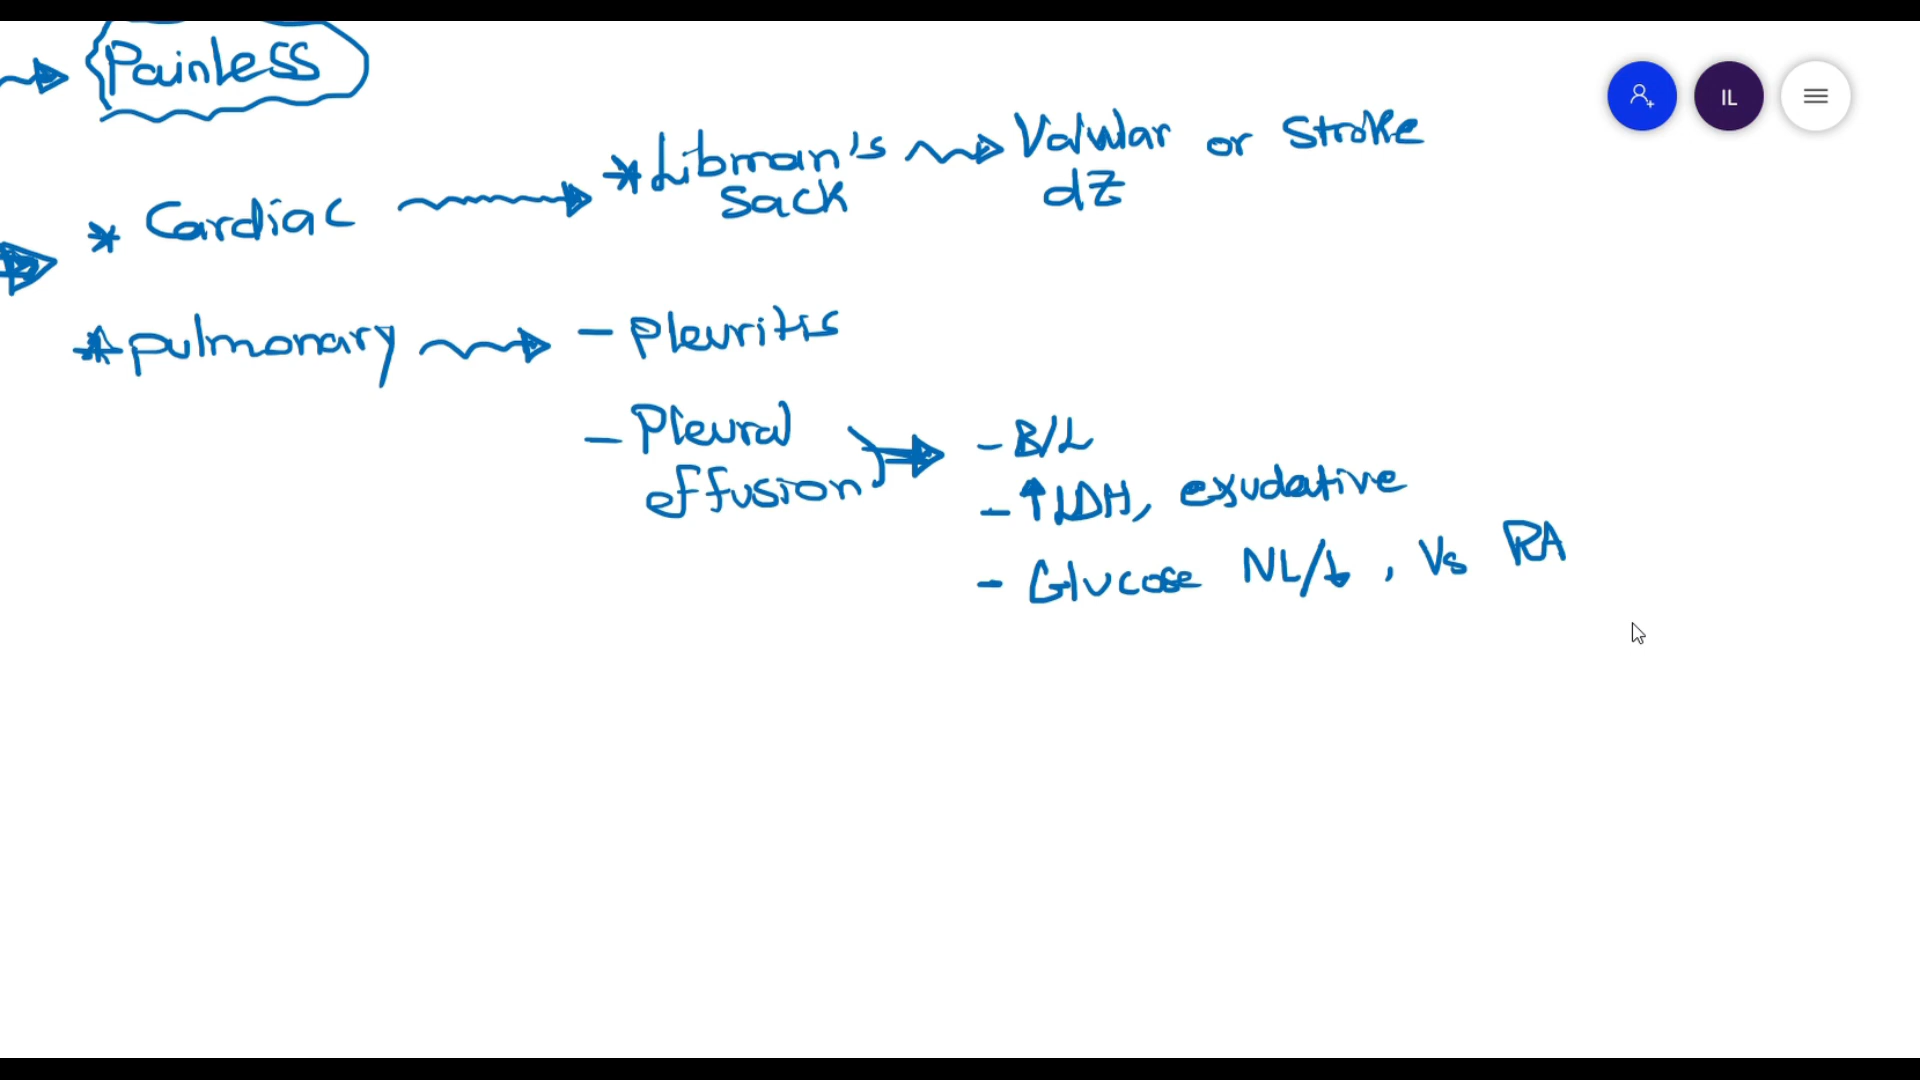 Painless
IL
* Cardiac → * Libman's sack → Valvular dz or stroke
* pulmonary → - pleuritis
- Pleural effusion → - B/L
- ↑ LDH, exudative
- Glucose NL/↓, Vs RA